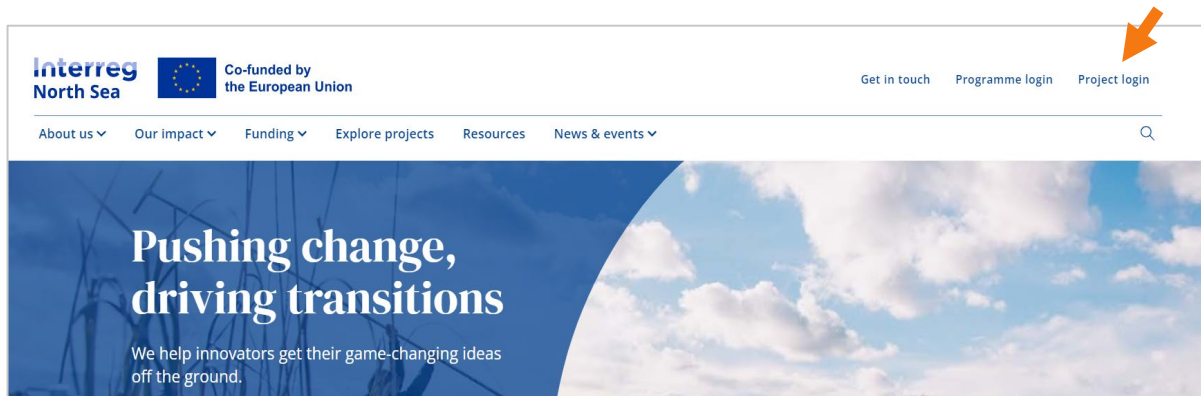 Interreg
North Sea
Co-funded by
the European Union
Get in touch Programme login Project login
About us Our impact Funding Explore projects Resources News & events
Pushing change,
driving transitions
We help innovators get their game-changing ideas
off the ground.